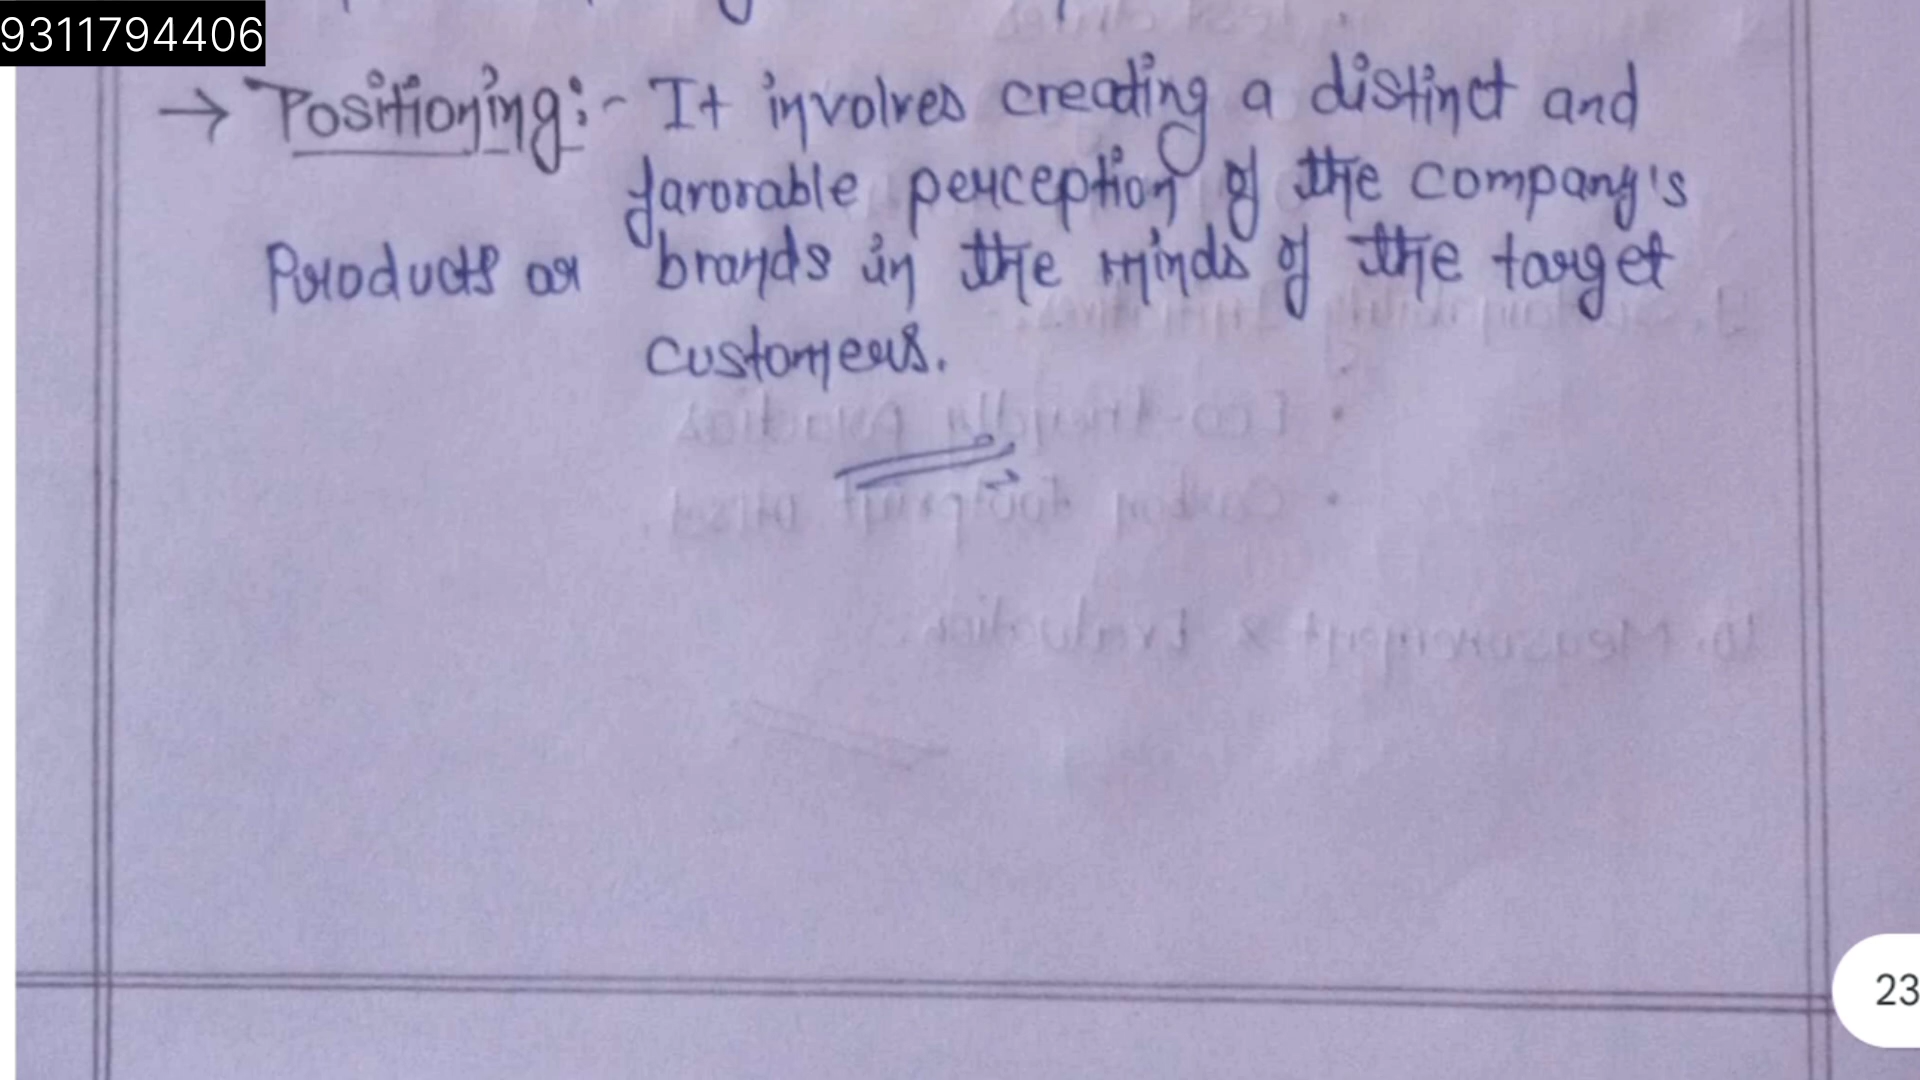 9311794406
→ Positioning:- It involves creating a distinct and
favorable perception of the company's
Products or brands in the minds of the target
customers.
23